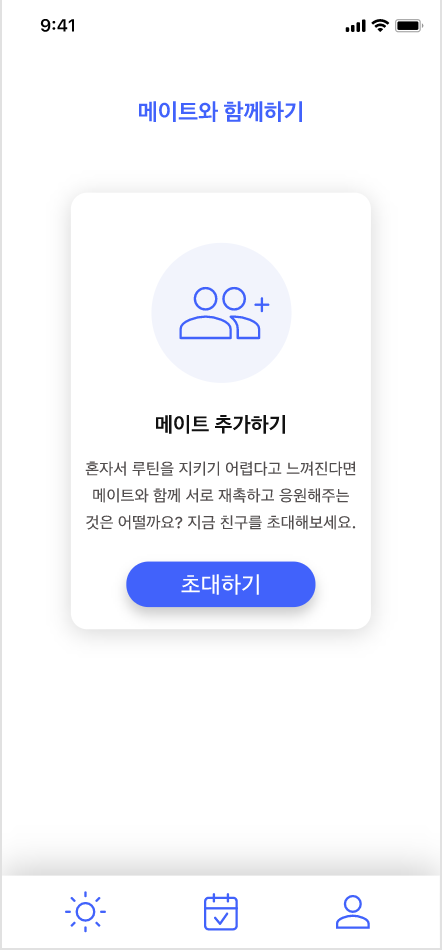 9:41
메이트와 함께하기
메이트 추가하기
혼자서 루틴을 지키기 어렵다고 느껴진다면
메이트와 함께 서로 재촉하고 응원해주는
것은 어떨까요? 지금 친구를 초대해보세요.
초대하기